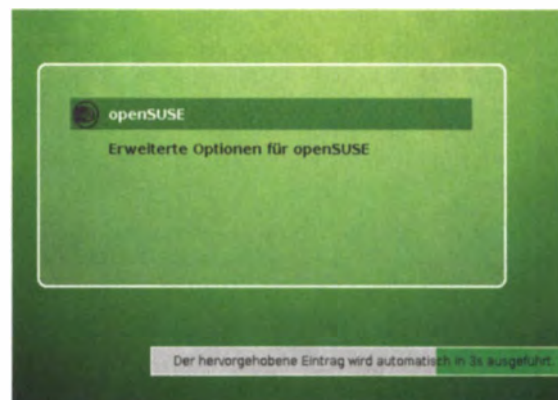 openSUSE
Erweiterte Optionen für openSUSE
Der hervorgehobene Eintrag wird automatisch in 3s ausgeführt.